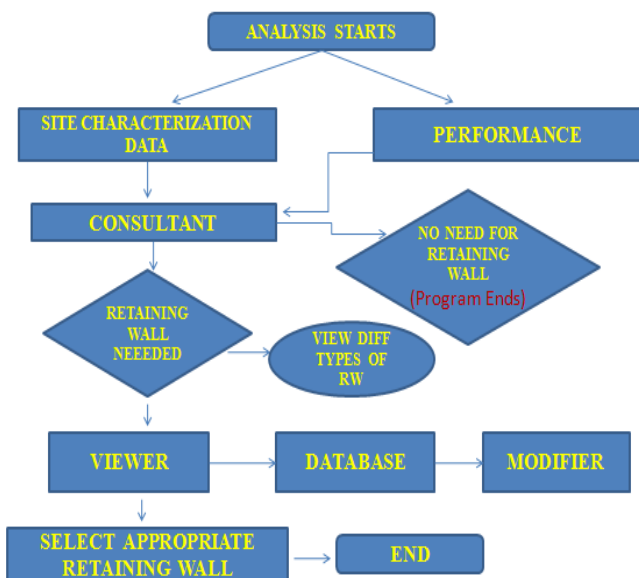 ANALYSIS STARTS
SITE CHARACTERIZATION
DATA
PERFORMANCE
CONSULTANT
NO NEED FOR
RETAINING
WALL
(Program Ends)
RETAINING
WALL
NEEEDED
VIEW DIFF
TYPES OF
RW
VIEWER
DATABASE
MODIFIER
SELECT APPROPRIATE
RETAINING WALL
END